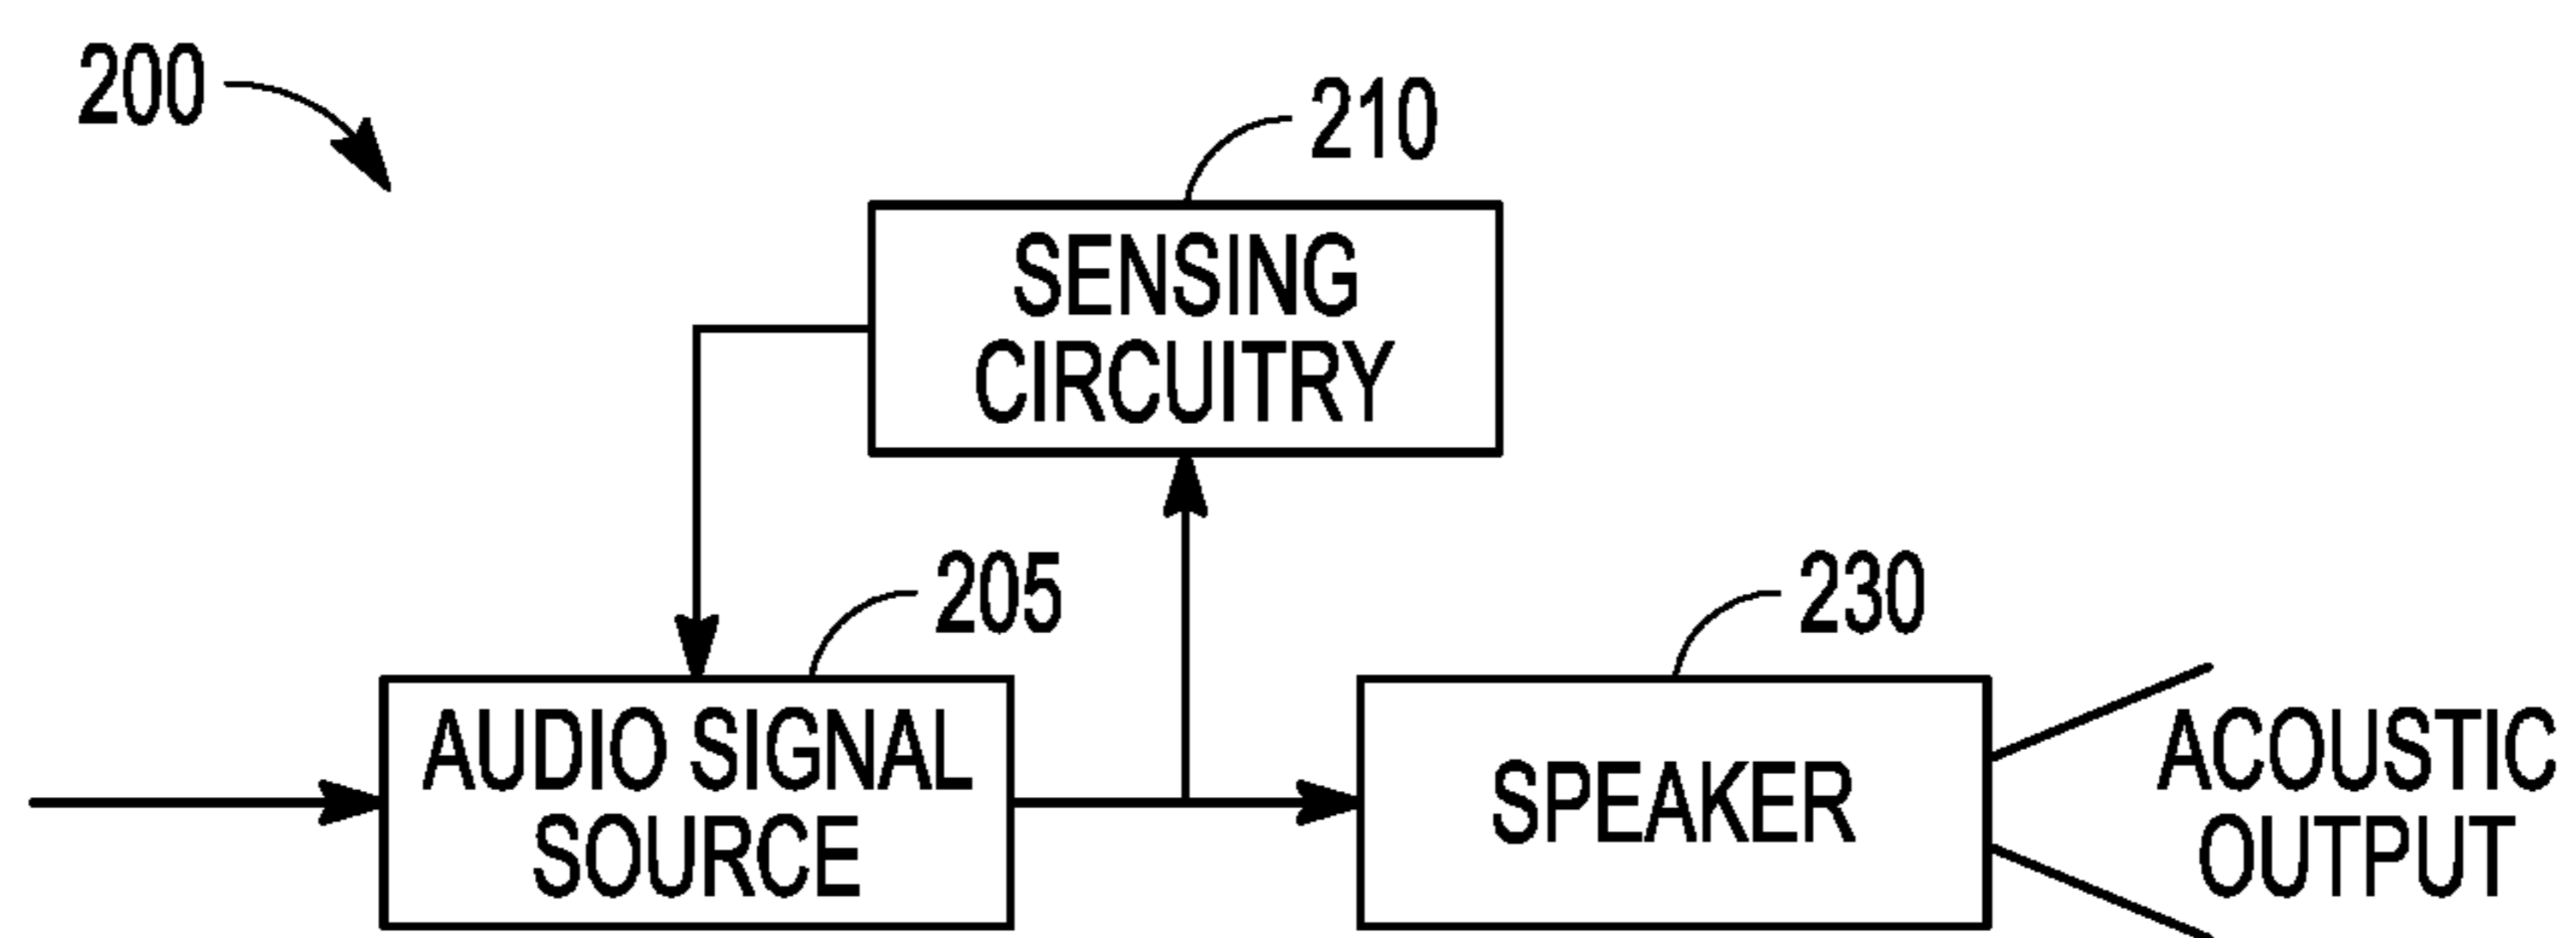 200
210
SENSING
CIRCUITRY
205
230
AUDIO SIGNAL
SOURCE
SPEAKER
ACOUSTIC
OUTPUT